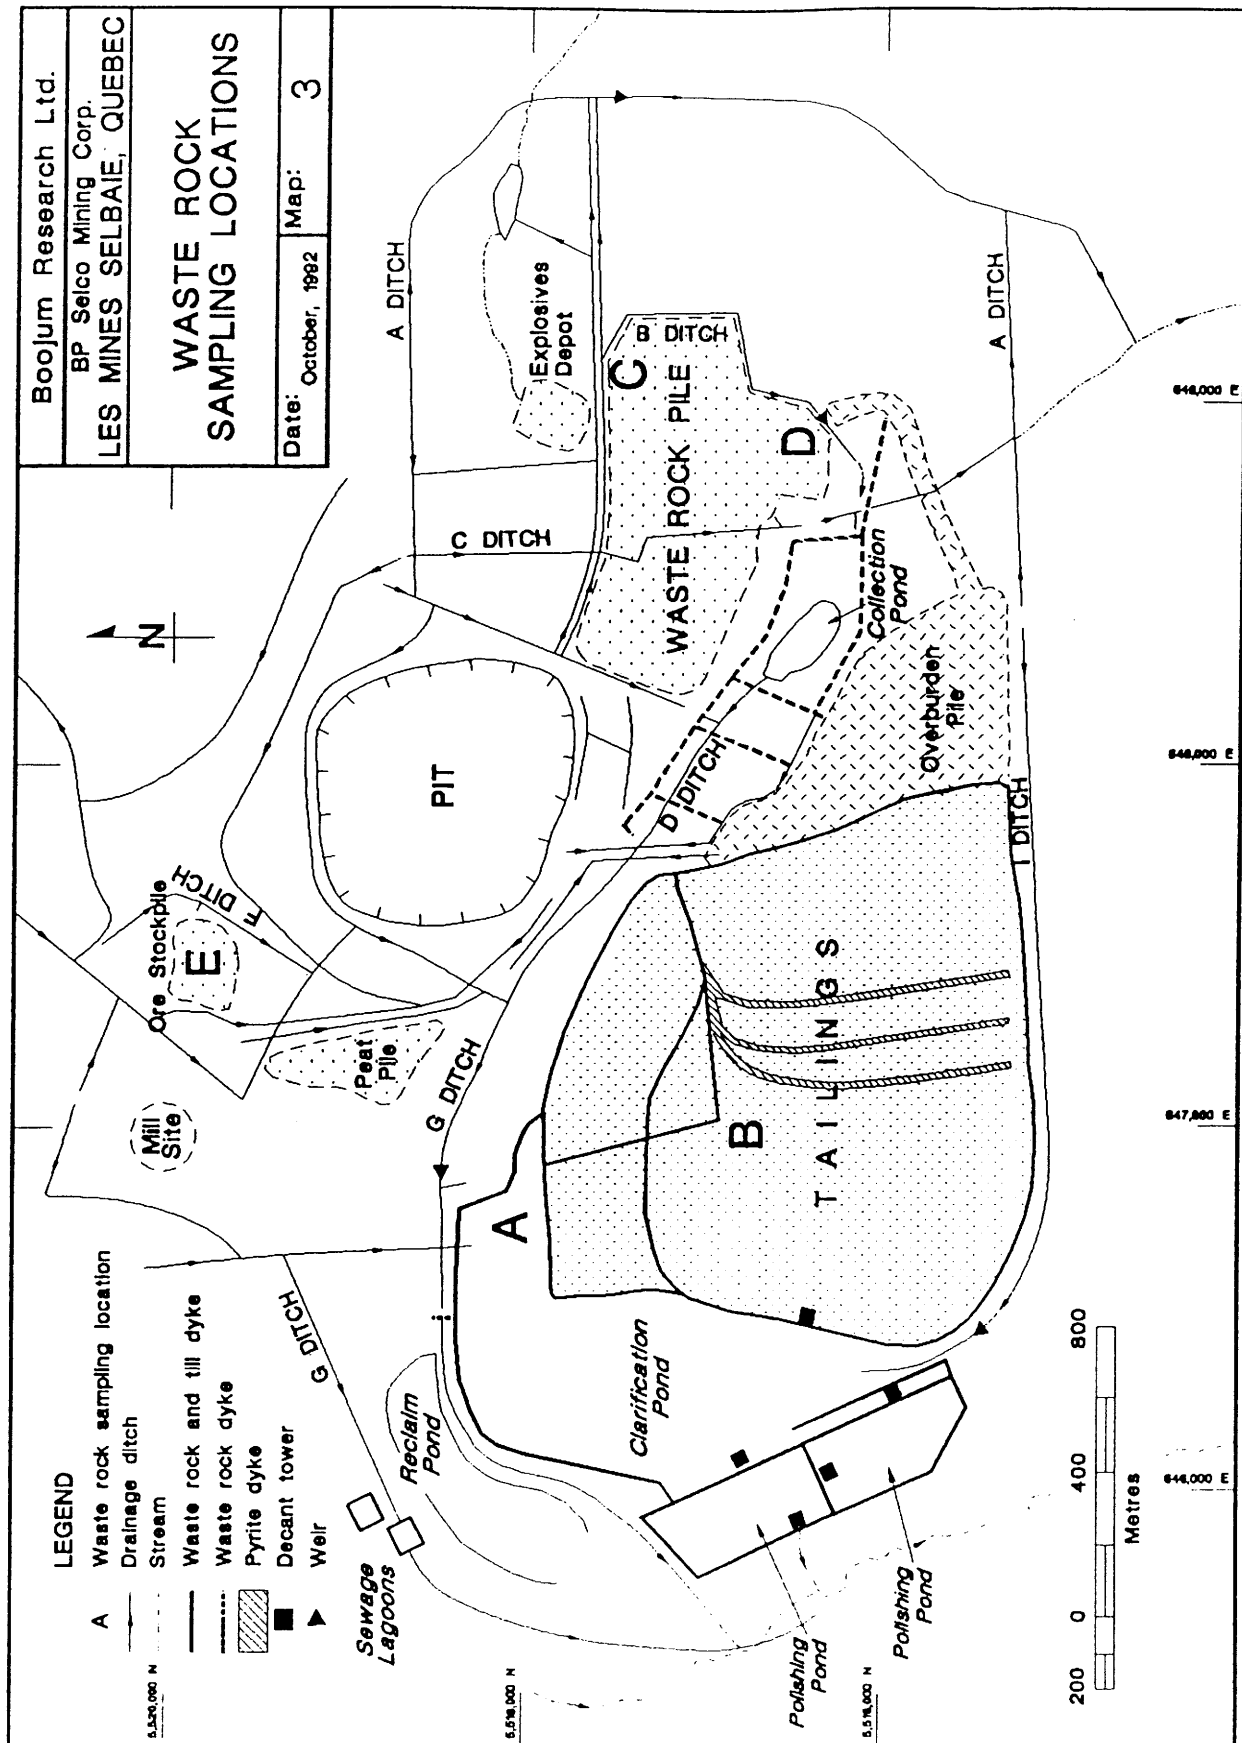 Boojum Research Ltd.
BP Selco Mining Corp.
LES MINES SELBAIE, QUEBEC
WASTE ROCK
SAMPLING LOCATIONS
Date: October, 1992
Map: 3
N
A DITCH
Explosives
Depot
B DITCH
C
WASTE ROCK PILE
D
C DITCH
A DITCH
Collection
Pond
Overburden
Pile
PIT
D DITCH
I DITCH
F DITCH
Ore Stockpile
E
Peat
Pile
Mill
Site
G DITCH
A
B
TAILINGS
G DITCH
Reclaim
Pond
Clarification
Pond
Sewage
Lagoons
Polishing
Pond
Polishing
Pond
LEGEND
A Waste rock sampling location
Drainage ditch
Stream
Waste rock and till dyke
Waste rock dyke
Pyrite dyke
Decant tower
Weir
200 0 400 800
Metres